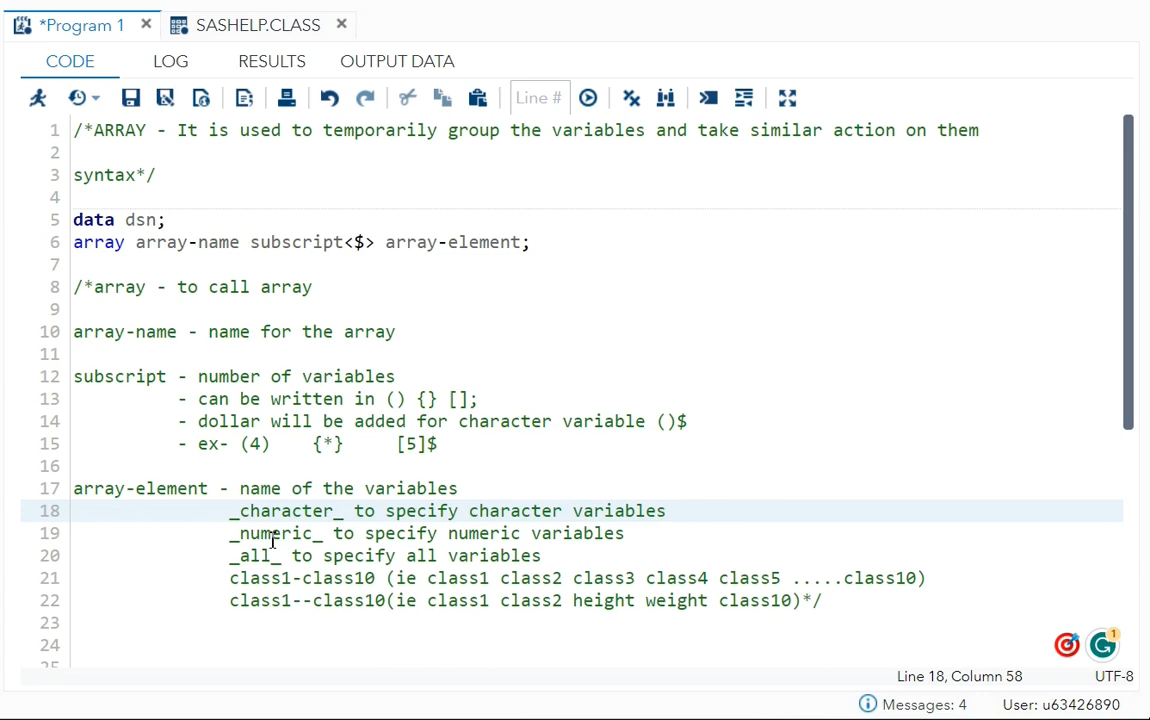 *Program 1 × SASHELP.CLASS ×
CODE LOG RESULTS OUTPUT DATA
Line #
1 /*ARRAY - It is used to temporarily group the variables and take similar action on them
2
3 syntax*/
4
5 data dsn;
6 array array-name subscript<$> array-element;
7
8 /*array - to call array
9
10 array-name - name for the array
11
12 subscript - number of variables
13 - can be written in () {} [];
14 - dollar will be added for character variable ()$
15 - ex- (4) {*} [5]$
16
17 array-element - name of the variables
18 _character_ to specify character variables
19 _numeric_ to specify numeric variables
20 _all_ to specify all variables
21 class1-class10 (ie class1 class2 class3 class4 class5 .....class10)
22 class1--class10(ie class1 class2 height weight class10)*/
23
24
25
1
Line 18, Column 58 UTF-8
Messages: 4 User: u63426890